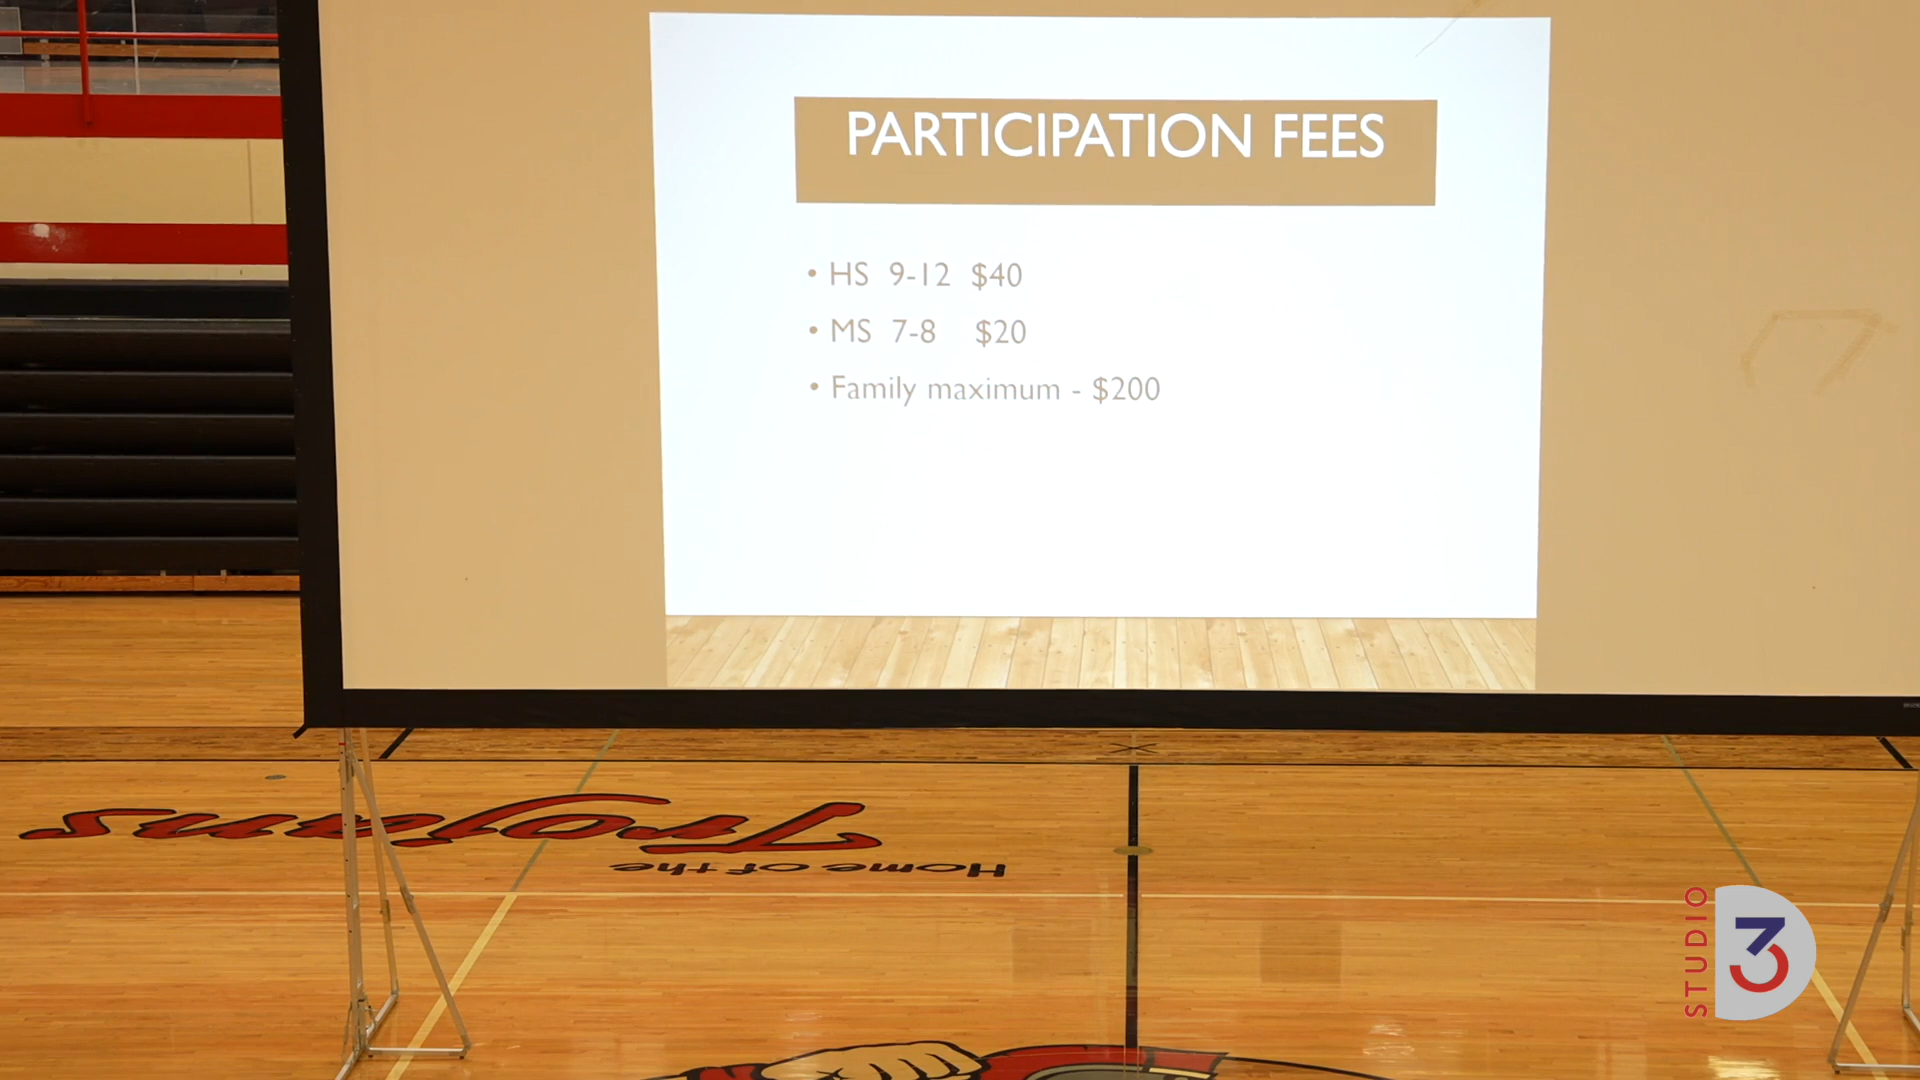 PARTICIPATION FEES
• HS 9-12 $40
• MS 7-8 $20
• Family maximum - $200
Home of the
Trojans
STUDIO
3